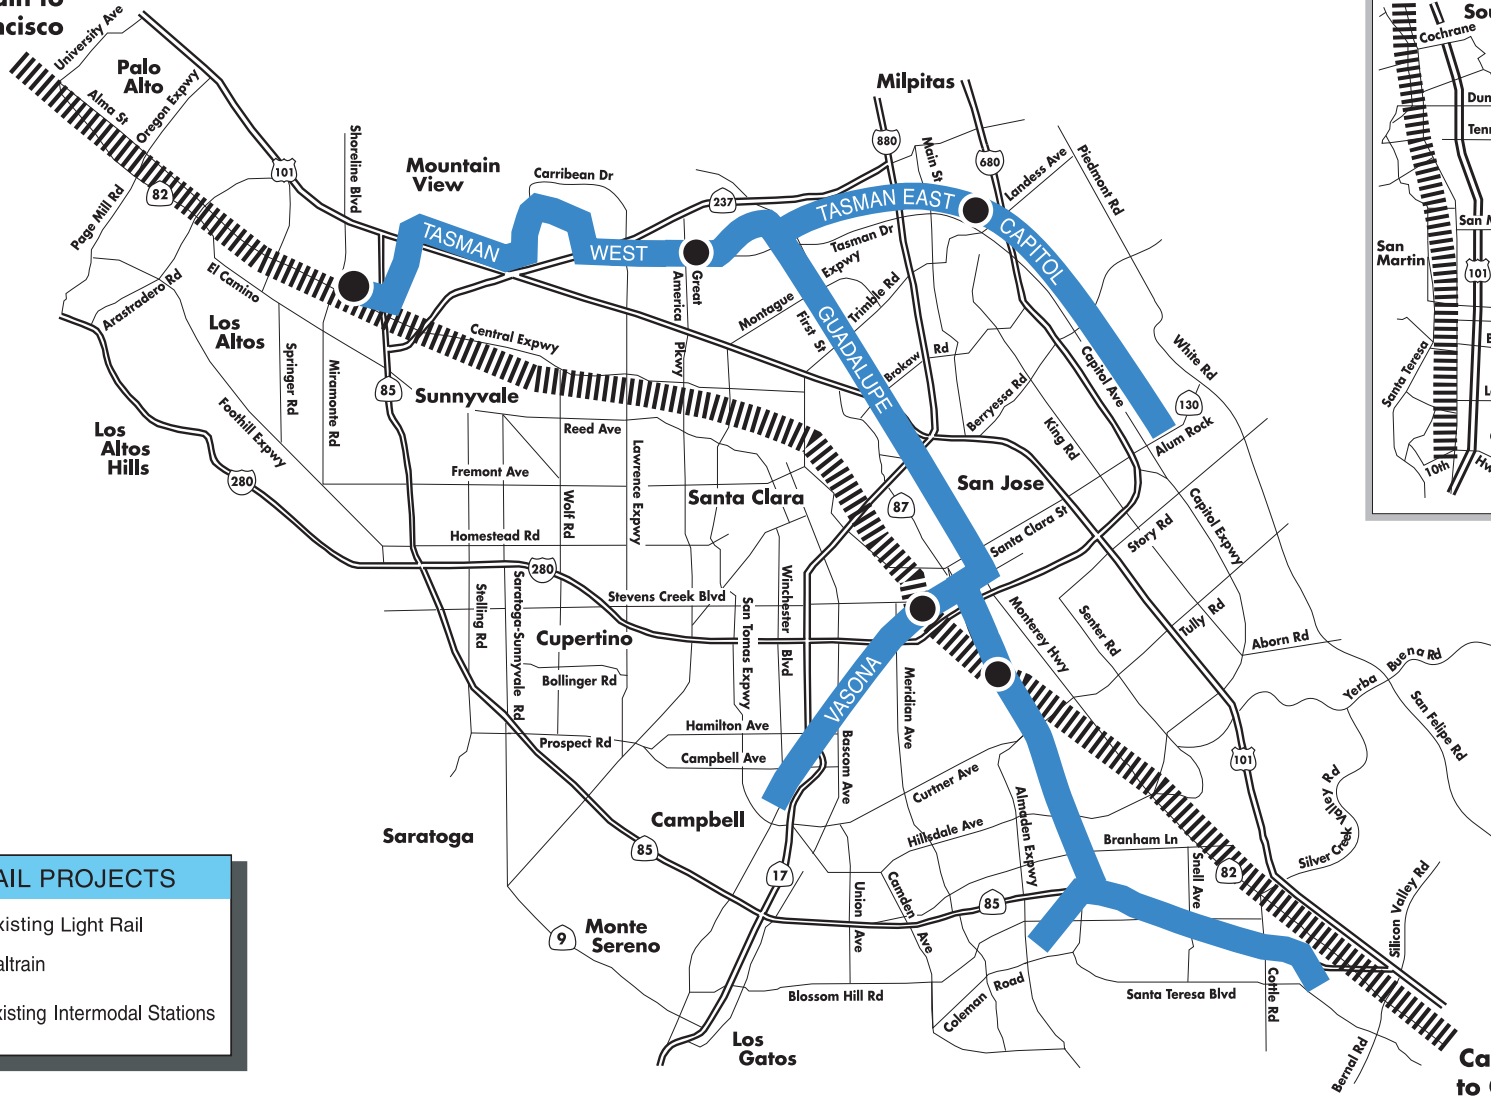 ain to
ncisco
University Ave
Palo
Alto
Alma St
Oregon Expwy
Page Mill Rd
82
101
Shoreline Blvd
Mountain
View
Carribean Dr
237
Milpitas
880
Main St
680
Landess Ave
Piedmont Rd
TASMAN
WEST
TASMAN EAST
CAPITOL
Tasman Dr
Great
America
Pkwy
Montague
Expwy
Trimble Rd
First St
GUADALUPE
Arastradero Rd
El Camino
Los
Altos
Springer Rd
Miramonte Rd
Central Expwy
85
Sunnyvale
Brokaw
Rd
Berryessa Rd
Capitol Ave
White Rd
130
Alum Rock
King Rd
Los
Altos
Hills
Foothill Expwy
280
Reed Ave
Fremont Ave
Lawrence Expwy
Wolf Rd
Homestead Rd
Santa Clara
87
San Jose
Santa Clara St
Story Rd
Capitol Expwy
280
Stelling Rd
Saratoga-Sunnyvale Rd
Stevens Creek Blvd
Cupertino
San Tomas Expwy
Winchester
Blvd
Bollinger Rd
Monterey Hwy
Senter Rd
Tully Rd
Aborn Rd
Yerba
Buena Rd
San Felipe Rd
VASONA
Meridian Ave
Hamilton Ave
Prospect Rd
Campbell Ave
Bascom Ave
Campbell
Curtner Ave
Almaden Expwy
Hillsdale Ave
Branham Ln
101
Silver Creek
Valley Rd
Saratoga
85
17
Union
Ave
Camden
Ave
85
Snell Ave
82
Silicon Valley Rd
9
Monte
Sereno
Blossom Hill Rd
Coleman
Road
Santa Teresa Blvd
Cottle Rd
Bernal Rd
Los
Gatos
Ca
to
AIL PROJECTS
xisting Light Rail
altrain
xisting Intermodal Stations
Sou
Cochrane
Dun
Tenn
San M
San
Martin
101
Santa Teresa
10th
Hw